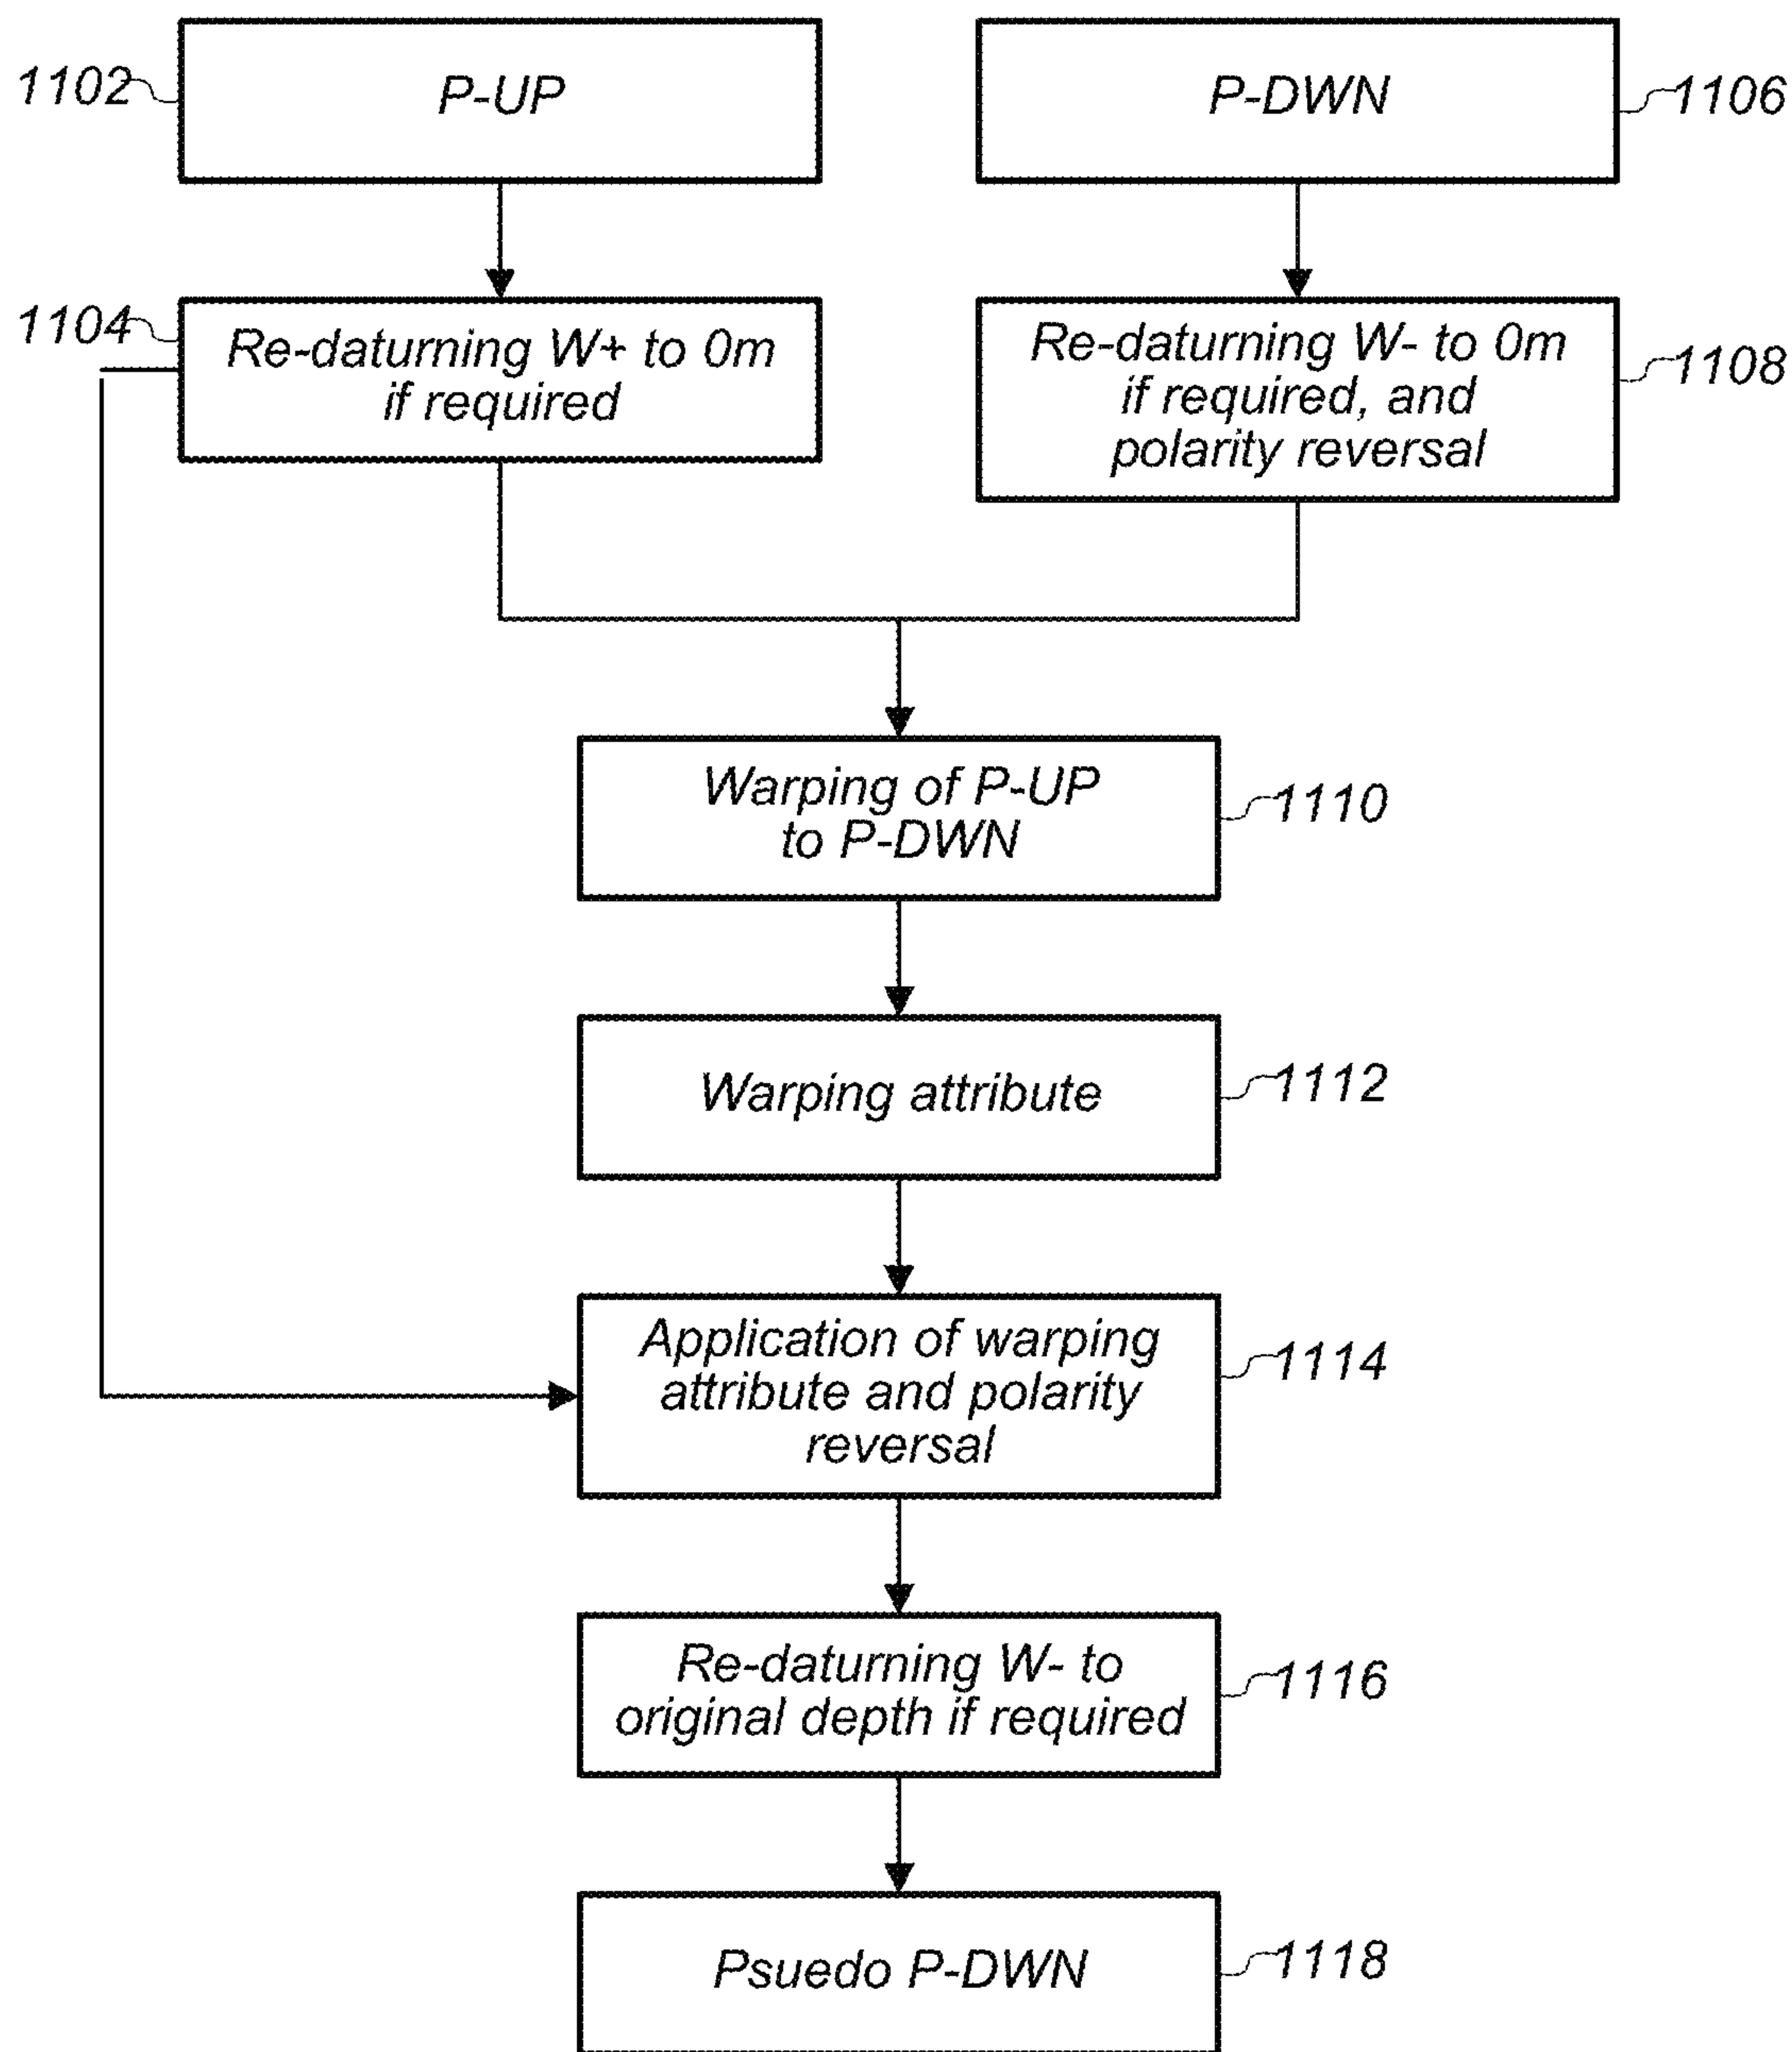 1102
P-UP
P-DWN
1106
1104
Re-daturning W+ to 0m
if required
Re-daturning W- to 0m
if required, and
polarity reversal
1108
Warping of P-UP
to P-DWN
1110
Warping attribute
1112
Application of warping
attribute and polarity
reversal
1114
Re-daturning W- to
original depth if required
1116
Psuedo P-DWN
1118